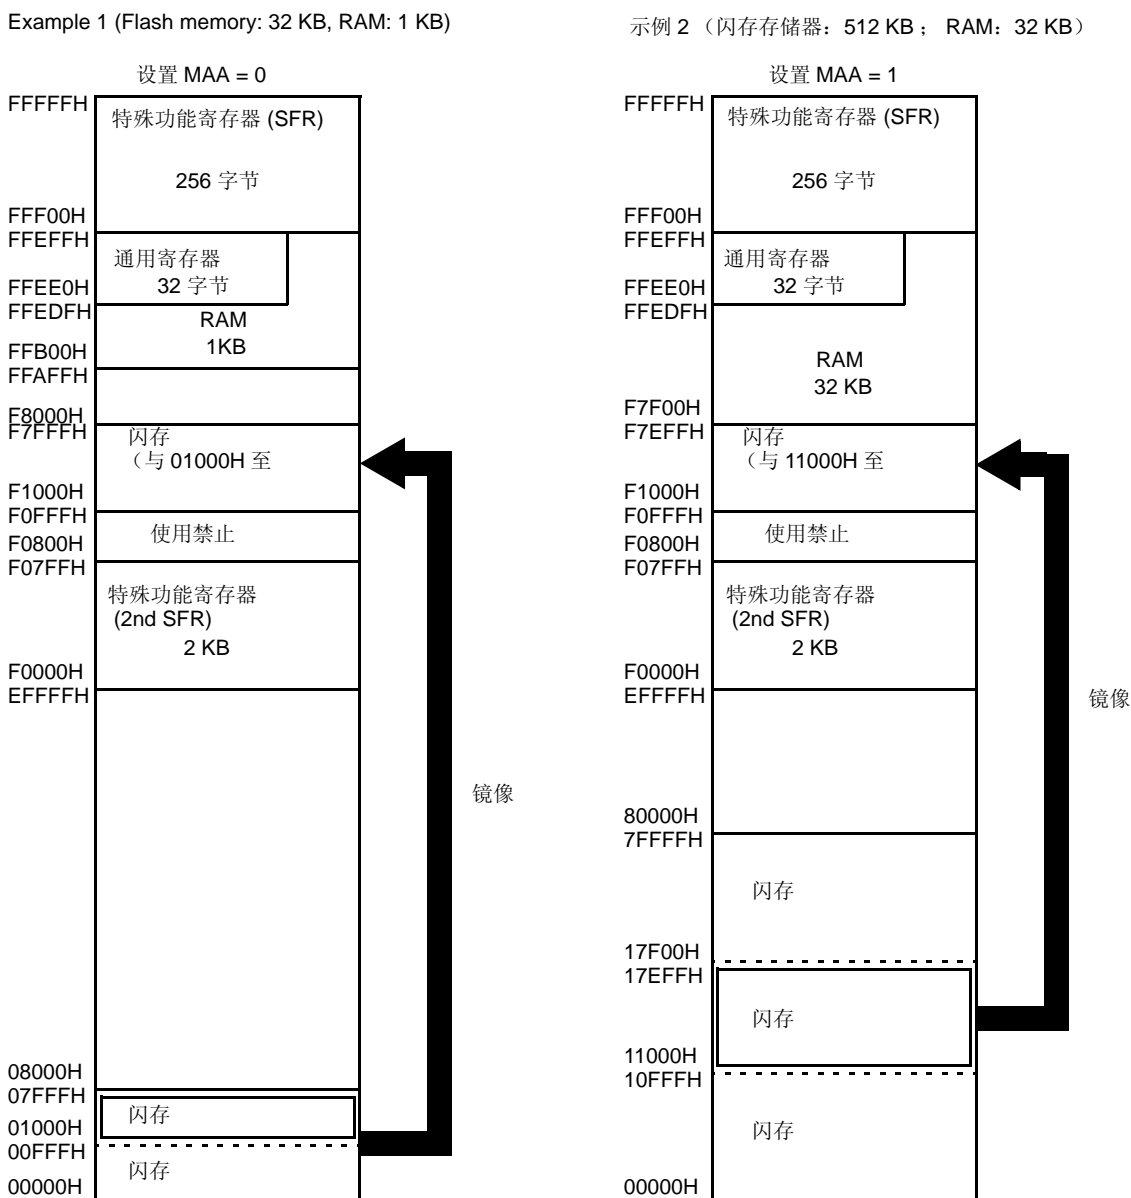 Example 1 (Flash memory: 32 KB, RAM: 1 KB)
设置 MAA = 0
FFFFFH
特殊功能寄存器 (SFR)
256 字节
FFF00H
FFEFFH
通用寄存器
32 字节
FFEE0H
FFEDFH
RAM
1KB
FFB00H
FFAFFH
F8000H
F7FFFH
闪存
（与 01000H 至
F1000H
F0FFFH
使用禁止
F0800H
F07FFH
特殊功能寄存器
(2nd SFR)
2 KB
F0000H
EFFFFH
镜像
08000H
07FFFH
闪存
01000H
00FFFH
闪存
00000H
示例 2 （闪存存储器：512 KB ； RAM：32 KB）
设置 MAA = 1
FFFFFH
特殊功能寄存器 (SFR)
256 字节
FFF00H
FFEFFH
通用寄存器
32 字节
FFEE0H
FFEDFH
RAM
32 KB
F7F00H
F7EFFH
闪存
（与 11000H 至
F1000H
F0FFFH
使用禁止
F0800H
F07FFH
特殊功能寄存器
(2nd SFR)
2 KB
F0000H
EFFFFH
镜像
80000H
7FFFFH
闪存
17F00H
17EFFH
闪存
11000H
10FFFH
闪存
00000H